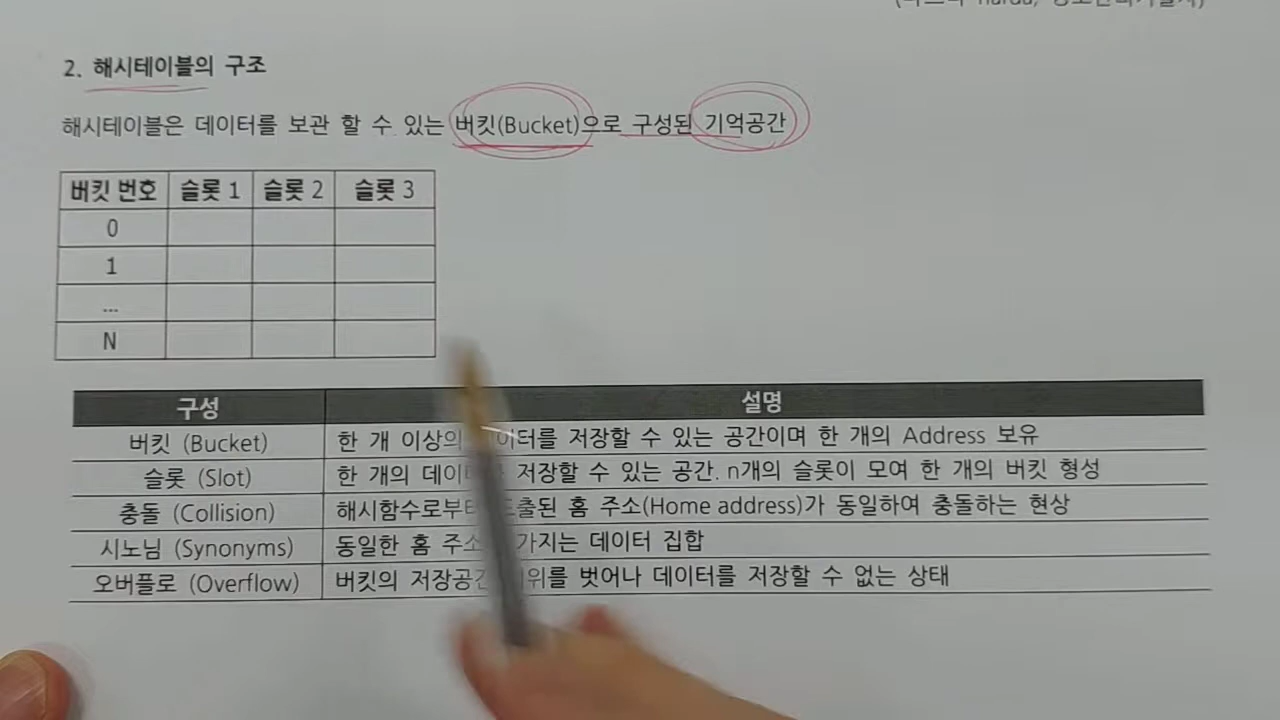 2. 해시테이블의 구조
해시테이블은 데이터를 보관 할 수 있는 버킷(Bucket)으로 구성된 기억공간
버킷 번호 슬롯 1 슬롯 2 슬롯 3
0
1
...
N
구성 설명
버킷 (Bucket) 한 개 이상의 데이터를 저장할 수 있는 공간이며 한 개의 Address 보유
슬롯 (Slot) 한 개의 저장할 수 있는 공간. n개의 슬롯이 모여 한 개의 버킷 형성
충돌 (Collision) 해시함수로부터 도출된 홈 주소(Home address)가 동일하여 충돌하는 현상
시노님 (Synonyms) 동일한 홈 가지는 데이터 집합
오버플로 (Overflow) 버킷의 벗어나 데이터를 저장할 수 없는 상태